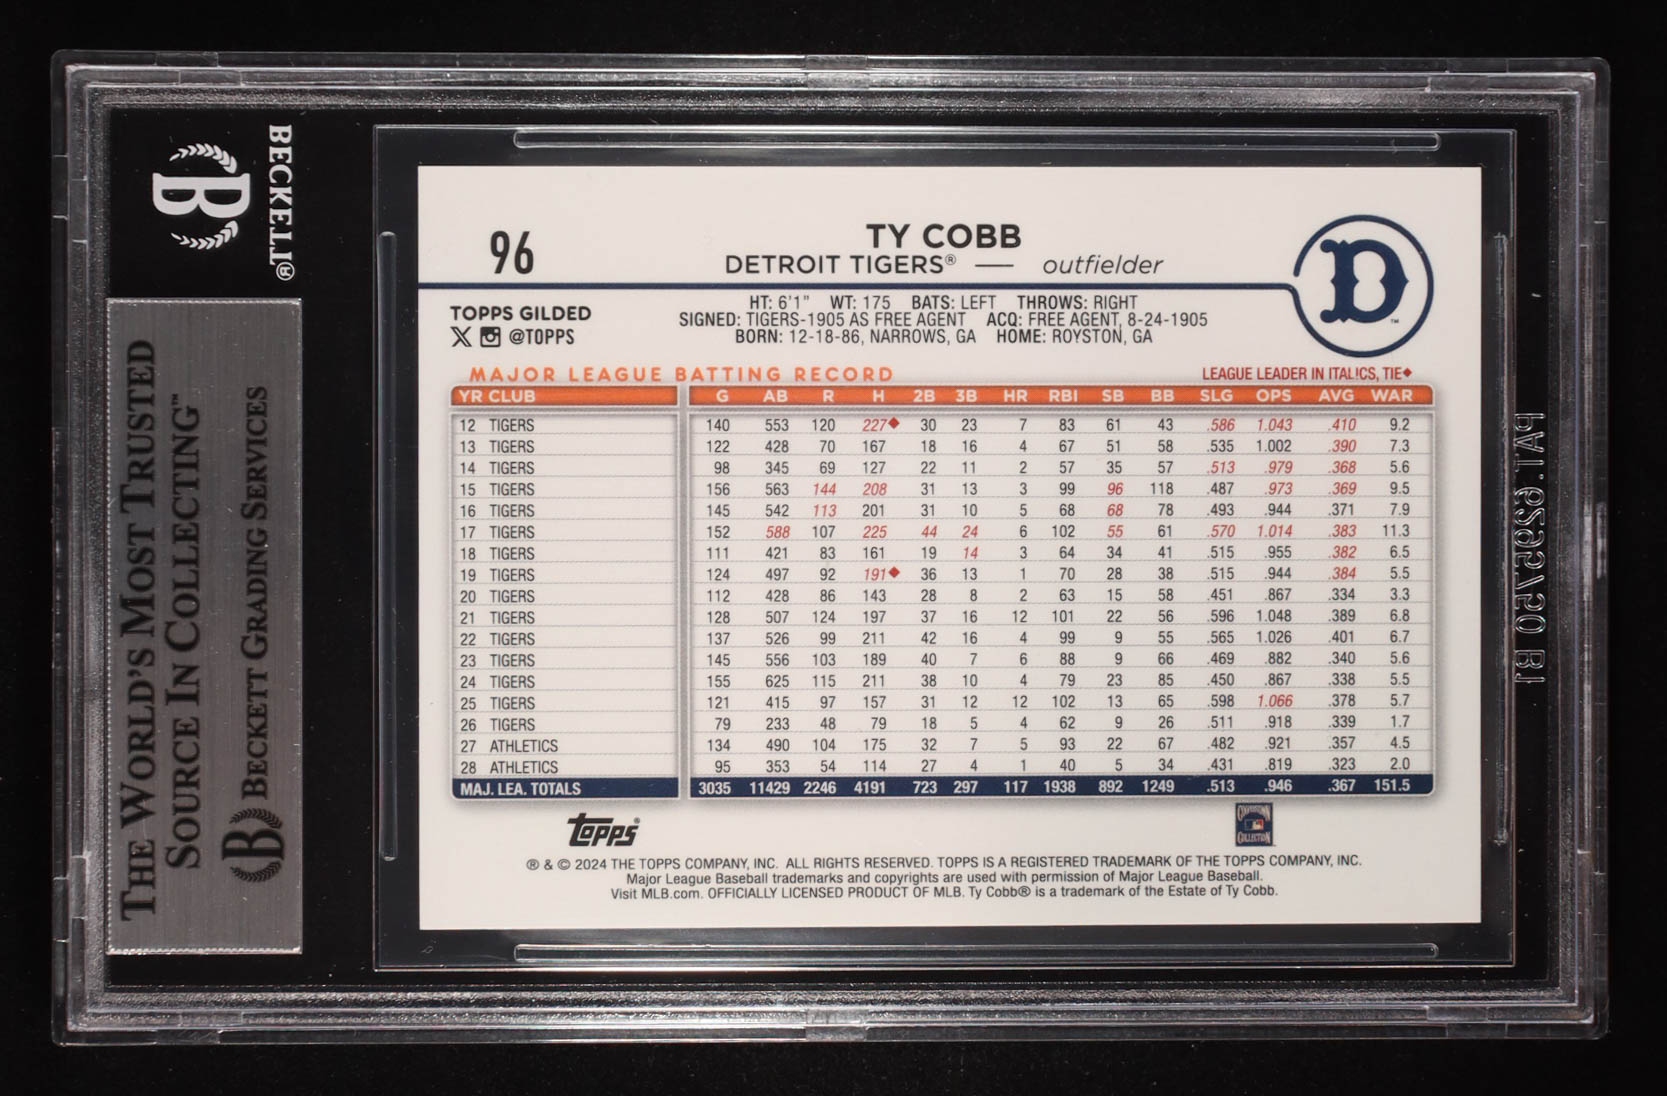 BECKETT®
B
THE WORLD'S MOST TRUSTED
SOURCE IN COLLECTING™
B BECKETT GRADING SERVICES
96
TY COBB
DETROIT TIGERS® — outfielder
D
TOPPS GILDED
@TOPPS
HT: 6'1" WT: 175 BATS: LEFT THROWS: RIGHT
SIGNED: TIGERS-1905 AS FREE AGENT ACQ: FREE AGENT, 8-24-1905
BORN: 12-18-86, NARROWS, GA HOME: ROYSTON, GA
MAJOR LEAGUE BATTING RECORD LEAGUE LEADER IN ITALICS, TIE◆
YR CLUB G AB R H 2B 3B HR RBI SB BB SLG OPS AVG WAR
12 TIGERS 140 553 120 227◆ 30 23 7 83 61 43 .586 1.043 .410 9.2
13 TIGERS 122 428 70 167 18 16 4 67 51 58 .535 1.002 .390 7.3
14 TIGERS 98 345 69 127 22 11 2 57 35 57 .513 .979 .368 5.6
15 TIGERS 156 563 144 208 31 13 3 99 96 118 .487 .973 .369 9.5
16 TIGERS 145 542 113 201 31 10 5 68 68 78 .493 .944 .371 7.9
17 TIGERS 152 588 107 225 44 24 6 102 55 61 .570 1.014 .383 11.3
18 TIGERS 111 421 83 161 19 14 3 64 34 41 .515 .955 .382 6.5
19 TIGERS 124 497 92 191◆ 36 13 1 70 28 38 .515 .944 .384 5.5
20 TIGERS 112 428 86 143 28 8 2 63 15 58 .451 .867 .334 3.3
21 TIGERS 128 507 124 197 37 16 12 101 22 56 .596 1.048 .389 6.8
22 TIGERS 137 526 99 211 42 16 4 99 9 55 .565 1.026 .401 6.7
23 TIGERS 145 556 103 189 40 7 6 88 9 66 .469 .882 .340 5.6
24 TIGERS 155 625 115 211 38 10 4 79 23 85 .450 .867 .338 5.5
25 TIGERS 121 415 97 157 31 12 12 102 13 65 .598 1.066 .378 5.7
26 TIGERS 79 233 48 79 18 5 4 62 9 26 .511 .918 .339 1.7
27 ATHLETICS 134 490 104 175 32 7 5 93 22 67 .482 .921 .357 4.5
28 ATHLETICS 95 353 54 114 27 4 1 40 5 34 .431 .819 .323 2.0
MAJ. LEA. TOTALS 3035 11429 2246 4191 723 297 117 1938 892 1249 .513 .946 .367 151.5
Topps®
COOPERSTOWN
COLLECTION
® & © 2024 THE TOPPS COMPANY, INC. ALL RIGHTS RESERVED. TOPPS IS A REGISTERED TRADEMARK OF THE TOPPS COMPANY, INC.
Major League Baseball trademarks and copyrights are used with permission of Major League Baseball.
Visit MLB.com. OFFICIALLY LICENSED PRODUCT OF MLB. Ty Cobb® is a trademark of the Estate of Ty Cobb.